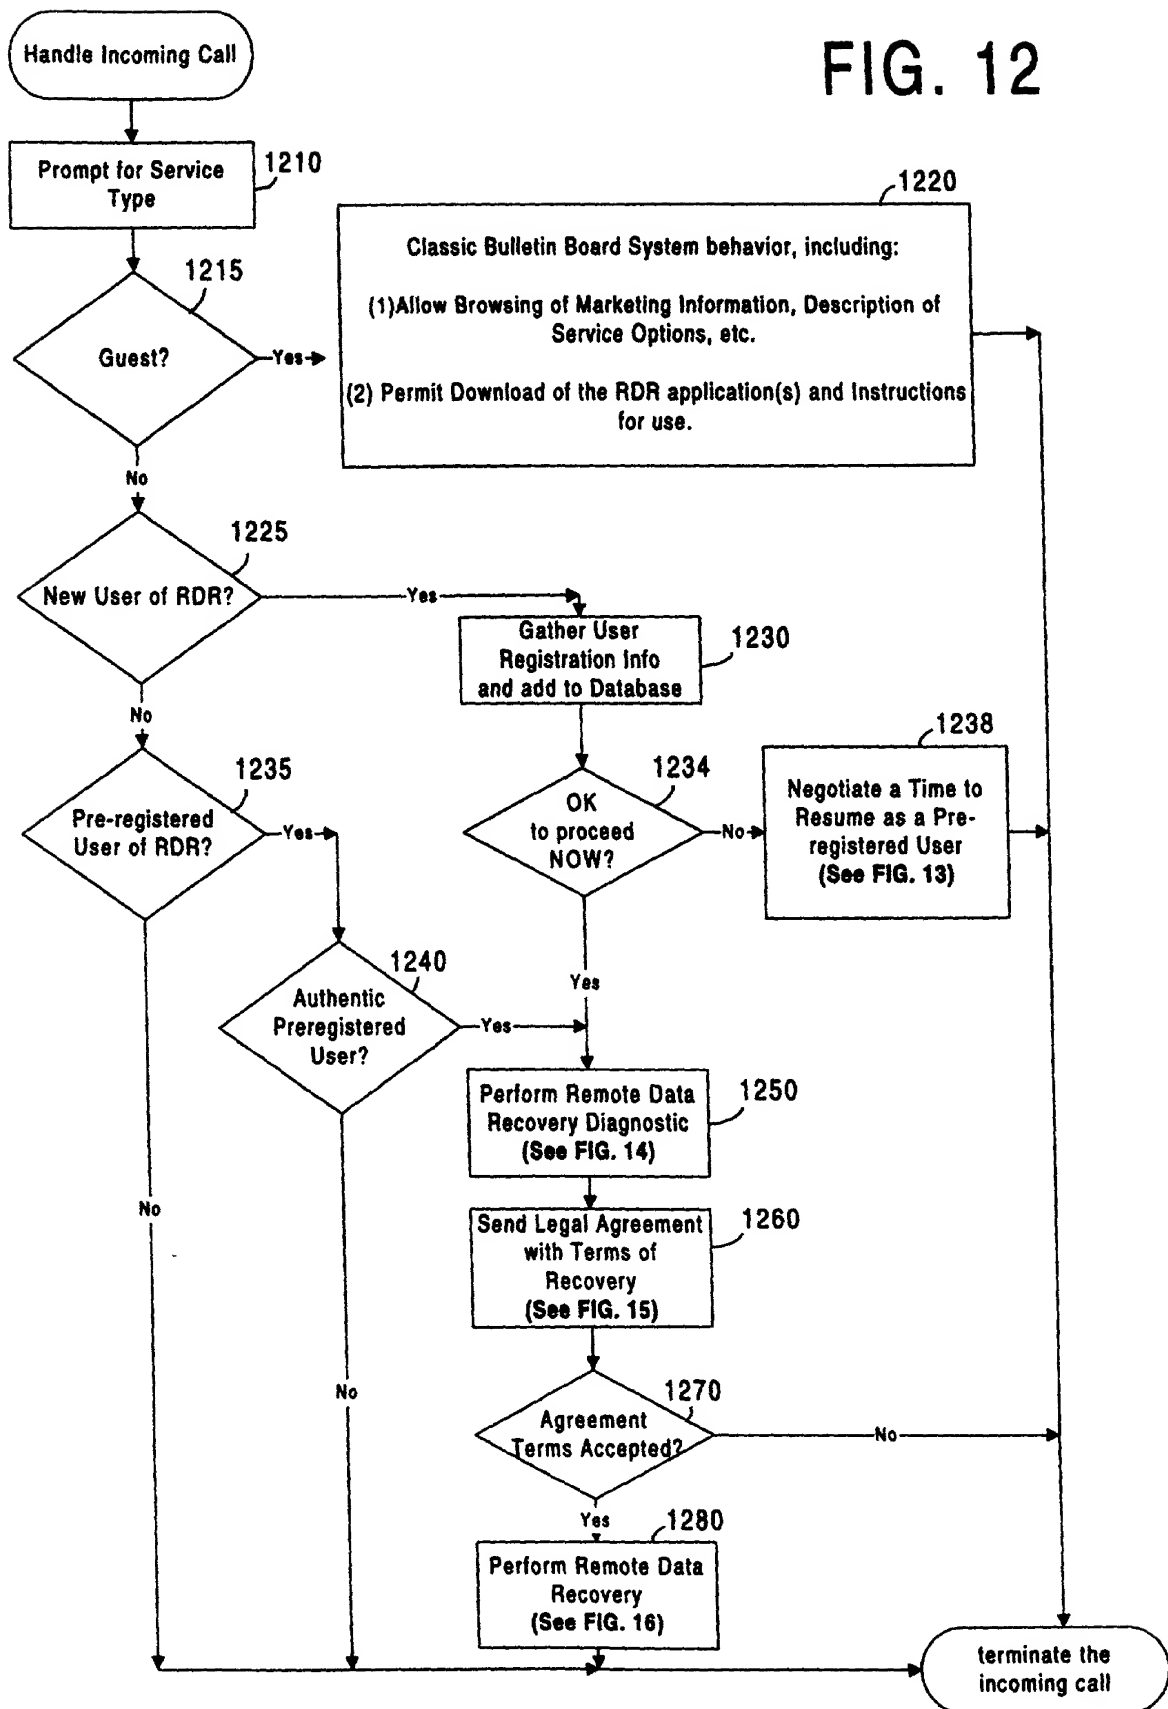 FIG. 12
Handle Incoming Call
Prompt for Service
Type
1210
1220
Classic Bulletin Board System behavior, including:
(1)Allow Browsing of Marketing Information, Description of
Service Options, etc.
(2) Permit Download of the RDR application(s) and Instructions
for use.
1215
Guest?
Yes
No
1225
New User of RDR?
Yes
Gather User
Registration Info
and add to Database
1230
No
1235
Pre-registered
User of RDR?
Yes
1234
OK
to proceed
NOW?
No
1238
Negotiate a Time to
Resume as a Pre-
registered User
(See FIG. 13)
1240
Authentic
Preregistered
User?
Yes
Yes
Perform Remote Data
Recovery Diagnostic
(See FIG. 14)
1250
No
Send Legal Agreement
with Terms of
Recovery
(See FIG. 15)
1260
No
1270
Agreement
Terms Accepted?
No
Yes
1280
Perform Remote Data
Recovery
(See FIG. 16)
terminate the
incoming call